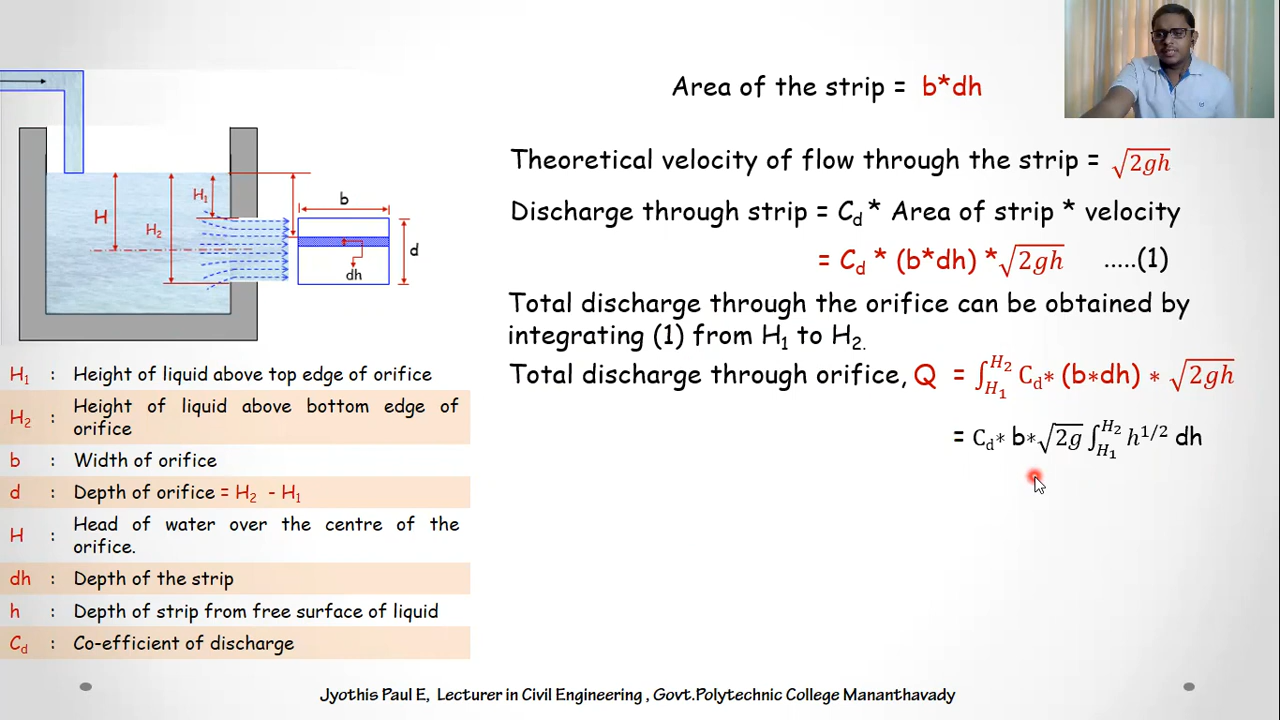 Area of the strip = b*dh
Theoretical velocity of flow through the strip = √2gh
Discharge through strip = Cd * Area of strip * velocity
= Cd * (b*dh) * √2gh .....(1)
Total discharge through the orifice can be obtained by
integrating (1) from H₁ to H₂.
Total discharge through orifice, Q = ∫_H₁^H₂ Cd* (b*dh) * √2gh
= Cd* b*√2g ∫_H₁^H₂ h^1/2 dh
H
H₂
H₁
b
d
dh
H₁ : Height of liquid above top edge of orifice
H₂ : Height of liquid above bottom edge of
orifice
b : Width of orifice
d : Depth of orifice = H₂ - H₁
H : Head of water over the centre of the
orifice.
dh : Depth of the strip
h : Depth of strip from free surface of liquid
Cd : Co-efficient of discharge
Jyothis Paul E, Lecturer in Civil Engineering , Govt.Polytechnic College Mananthavady